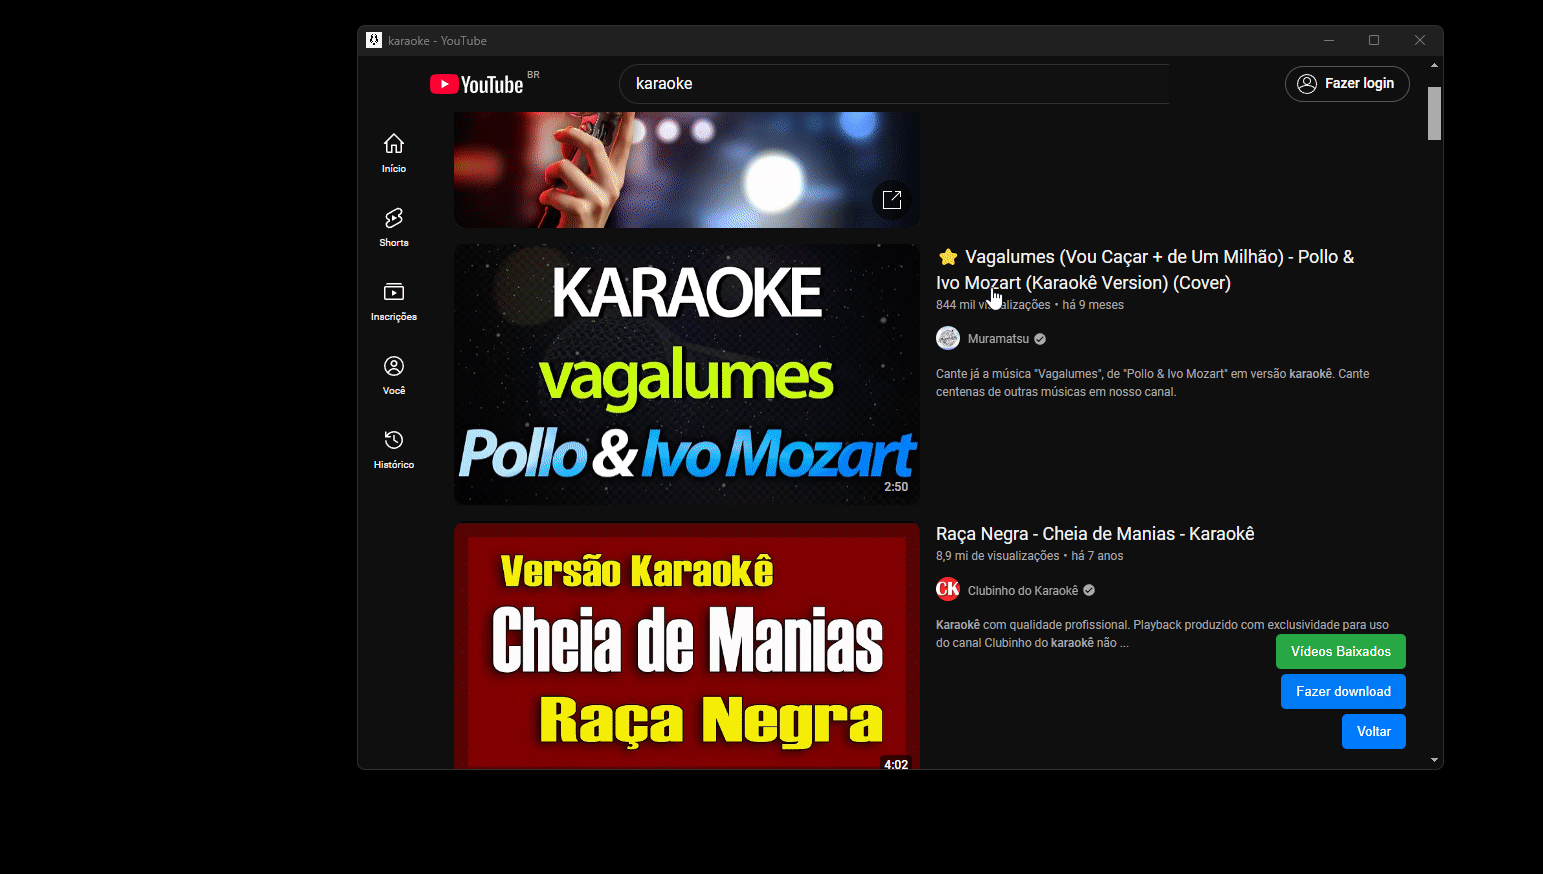 karaoke - YouTube
YouTube BR
karaoke
Fazer login
Início
Shorts
Inscrições
Você
Histórico
KARAOKE
vagalumes
Pollo & Ivo Mozart
2:50
⭐ Vagalumes (Vou Caçar + de Um Milhão) - Pollo &
Ivo Mozart (Karaokê Version) (Cover)
844 mil visualizações • há 9 meses
Muramatsu
Cante já a música "Vagalumes", de "Pollo & Ivo Mozart" em versão karaokê. Cante
centenas de outras músicas em nosso canal.
Versão Karaokê
Cheia de Manias
Raça Negra
4:02
Raça Negra - Cheia de Manias - Karaokê
8,9 mi de visualizações • há 7 anos
CK
Clubinho do Karaokê
Karaokê com qualidade profissional. Playback produzido com exclusividade para uso
do canal Clubinho do karaokê não ...
Vídeos Baixados
Fazer download
Voltar